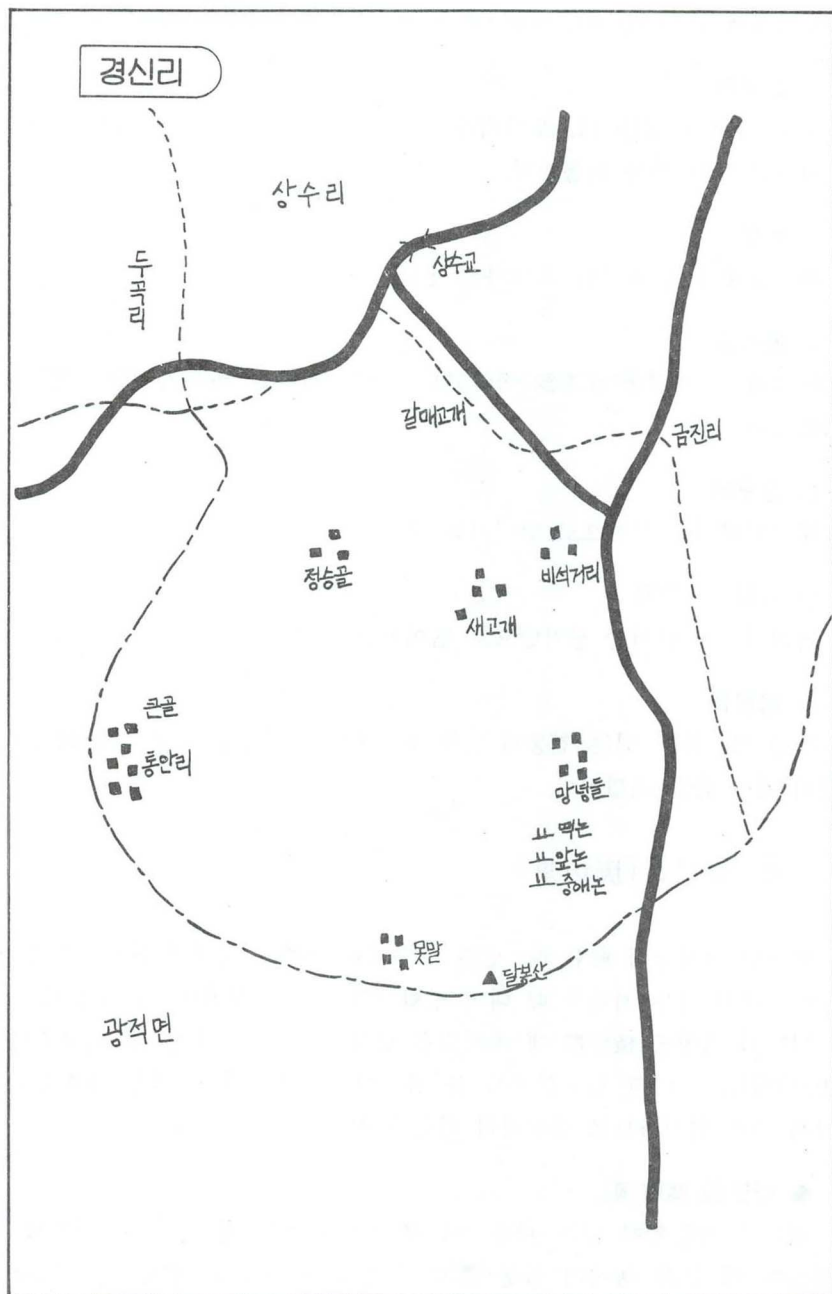 경신리
상수리
두곡리
상수교
갈매고개
금진리
정승골
비석거리
새고개
큰골
통안리
망넝들
떡논
앞논
중애논
못말
달봉산
광적면